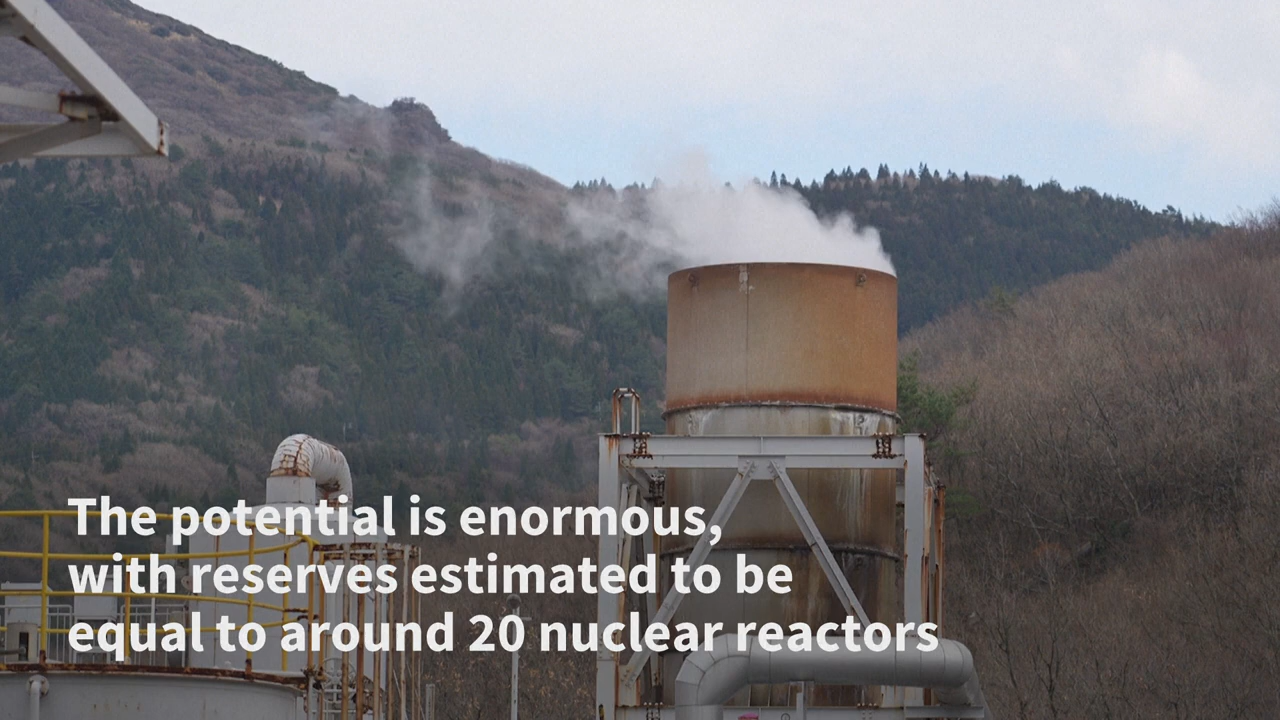 The potential is enormous,
with reserves estimated to be
equal to around 20 nuclear reactors